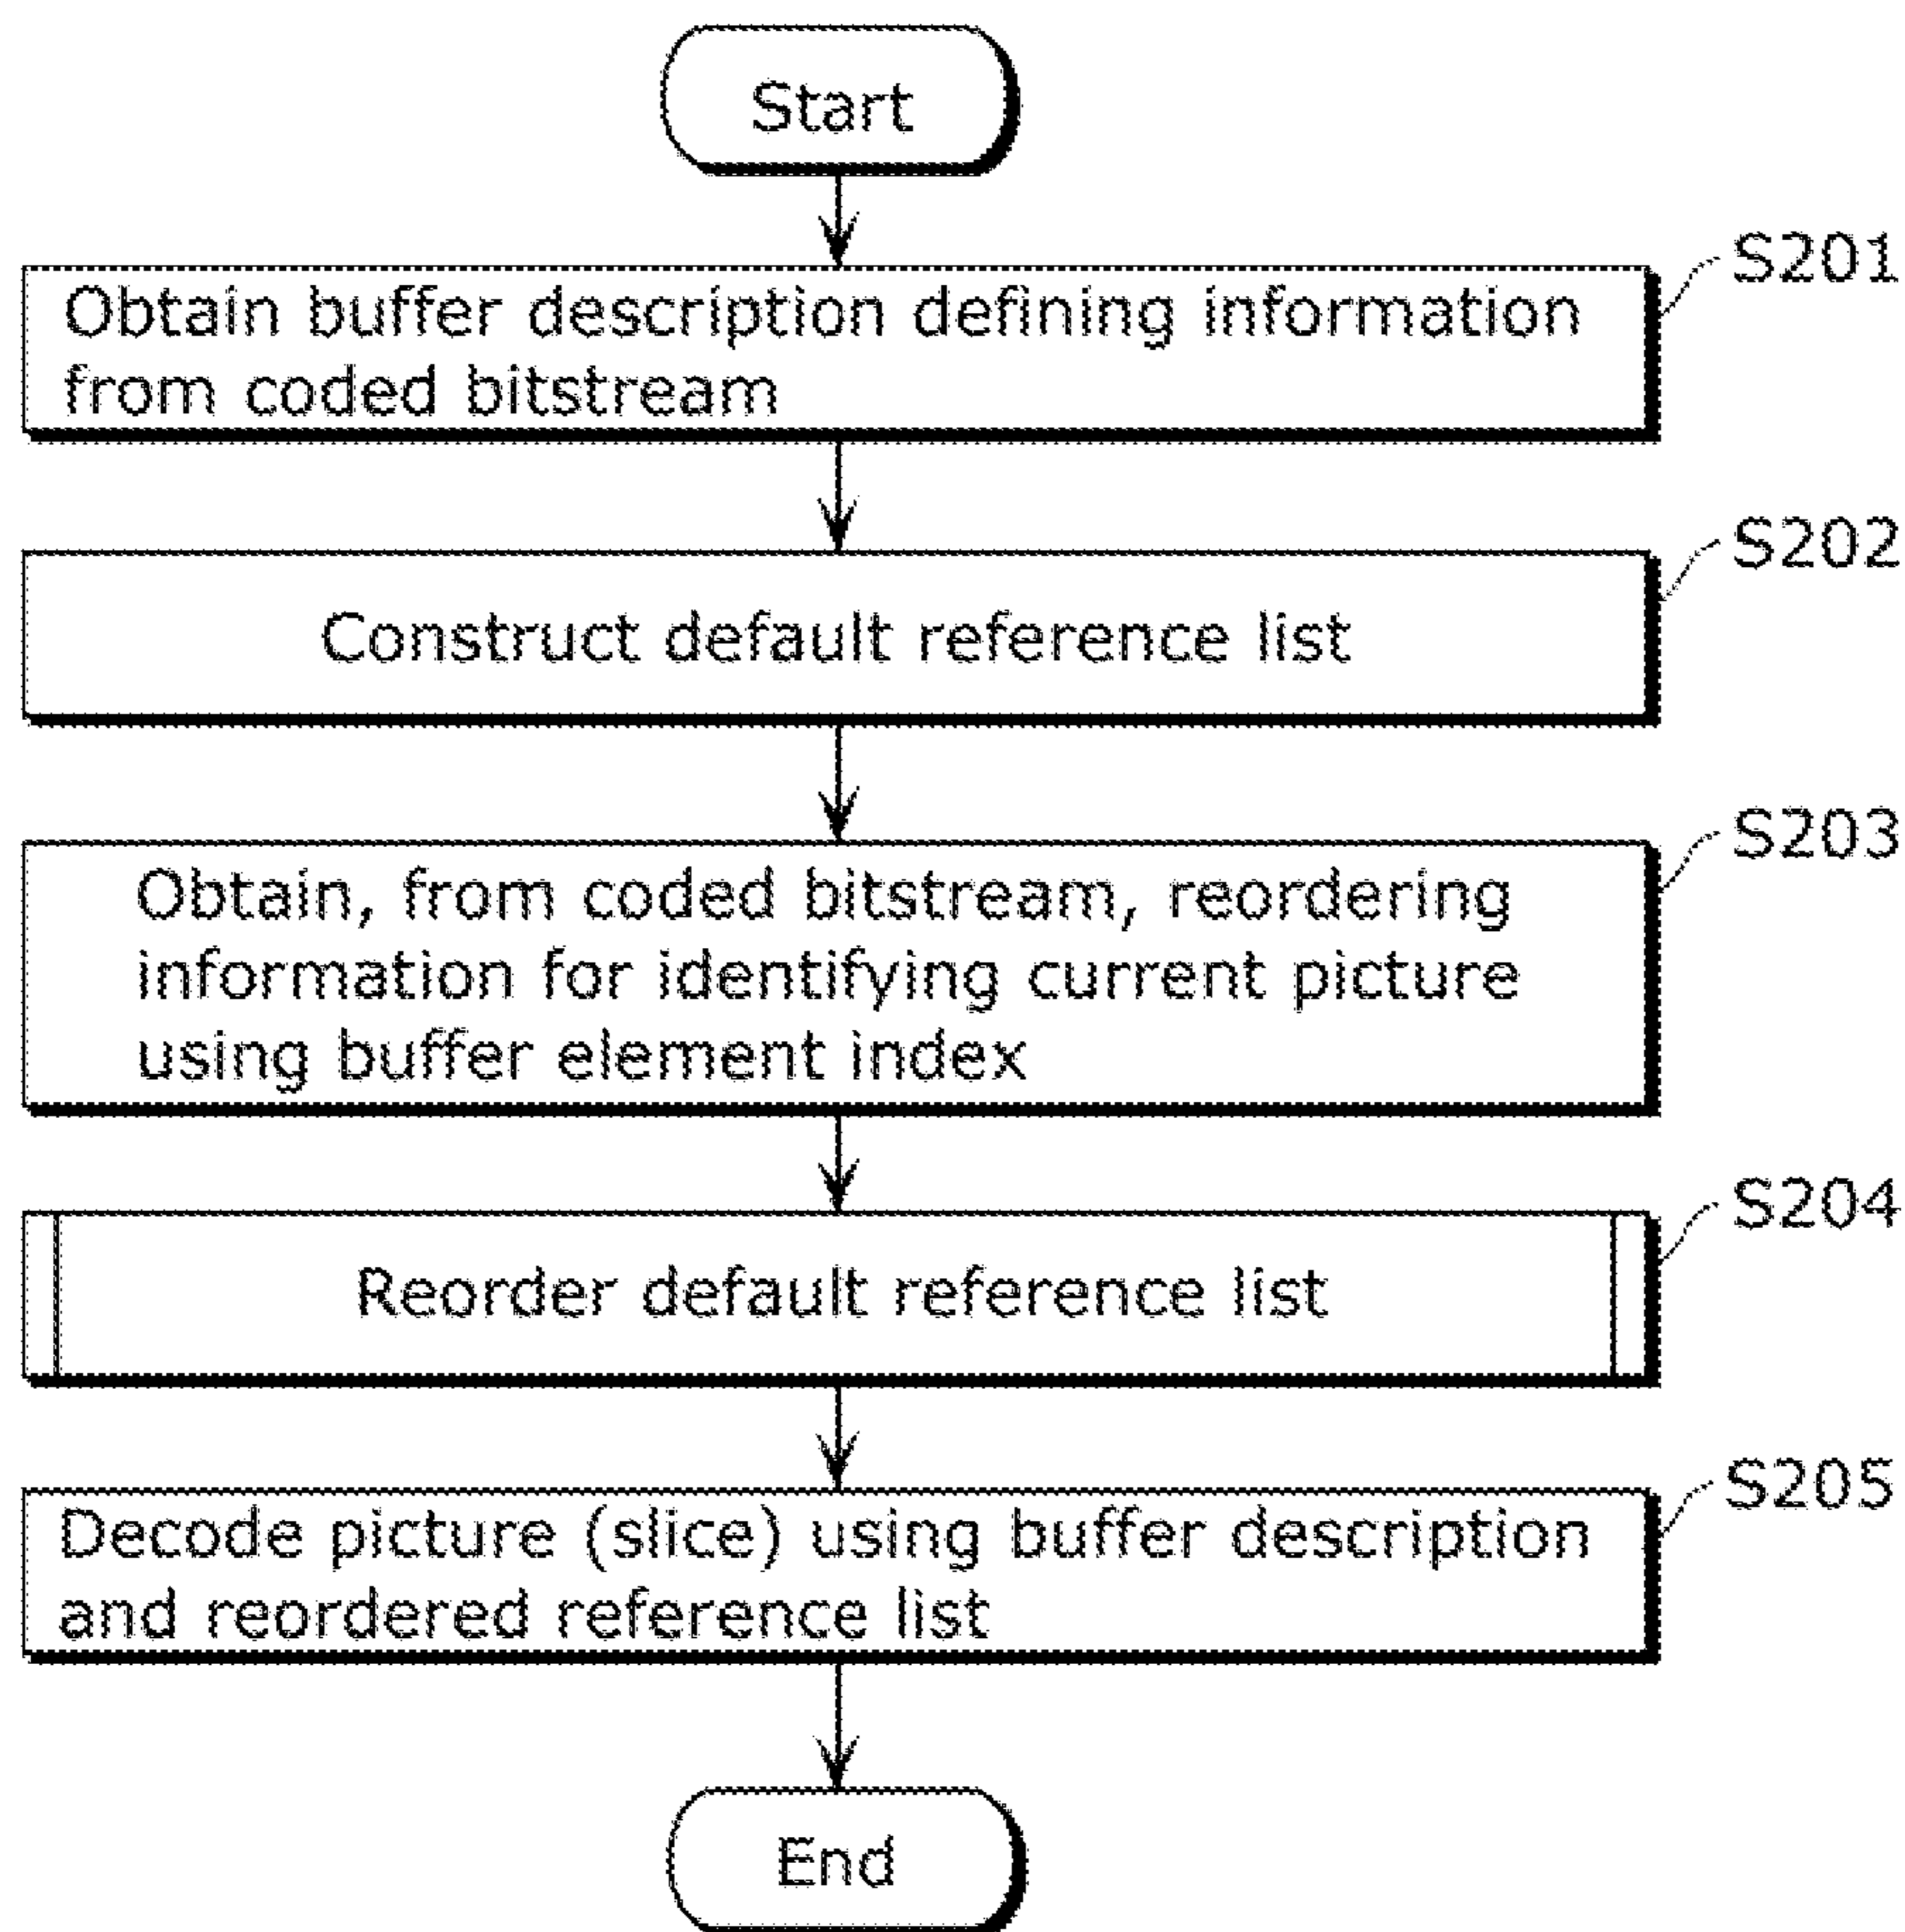 Start
S201
Obtain buffer description defining information
from coded bitstream
S202
Construct default reference list
S203
Obtain, from coded bitstream, reordering
information for identifying current picture
using buffer element index
S204
Reorder default reference list
S205
Decode picture (slice) using buffer description
and reordered reference list
End